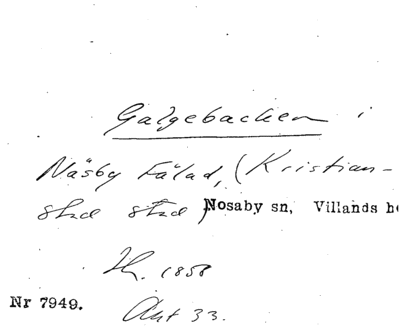 Galgebacken i
Näsby Fälad, (Kristian-
stad stad) Nosaby sn, Villands h
1858
Nr 7949. Akt 33.